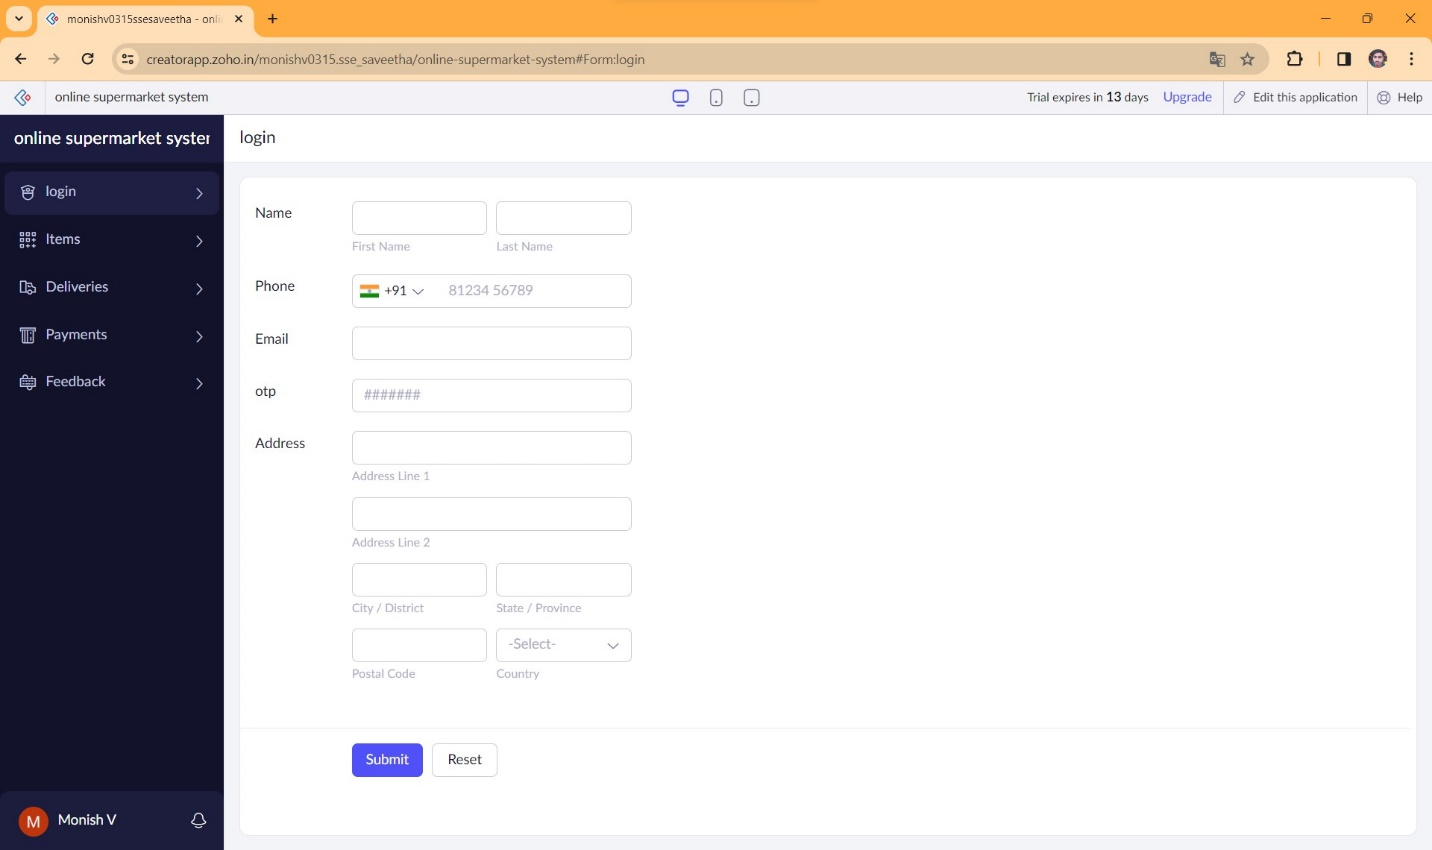 monishv0315ssesaveetha - onli
creatorapp.zoho.in/monishv0315.sse_saveetha/online-supermarket-system#Form:login
online supermarket system
Trial expires in 13 days Upgrade Edit this application Help
online supermarket syster
login
login
Items
Deliveries
Payments
Feedback
Name
First Name Last Name
Phone +91 81234 56789
Email
otp #######
Address
Address Line 1
Address Line 2
City / District State / Province
-Select-
Postal Code Country
Submit Reset
M Monish V